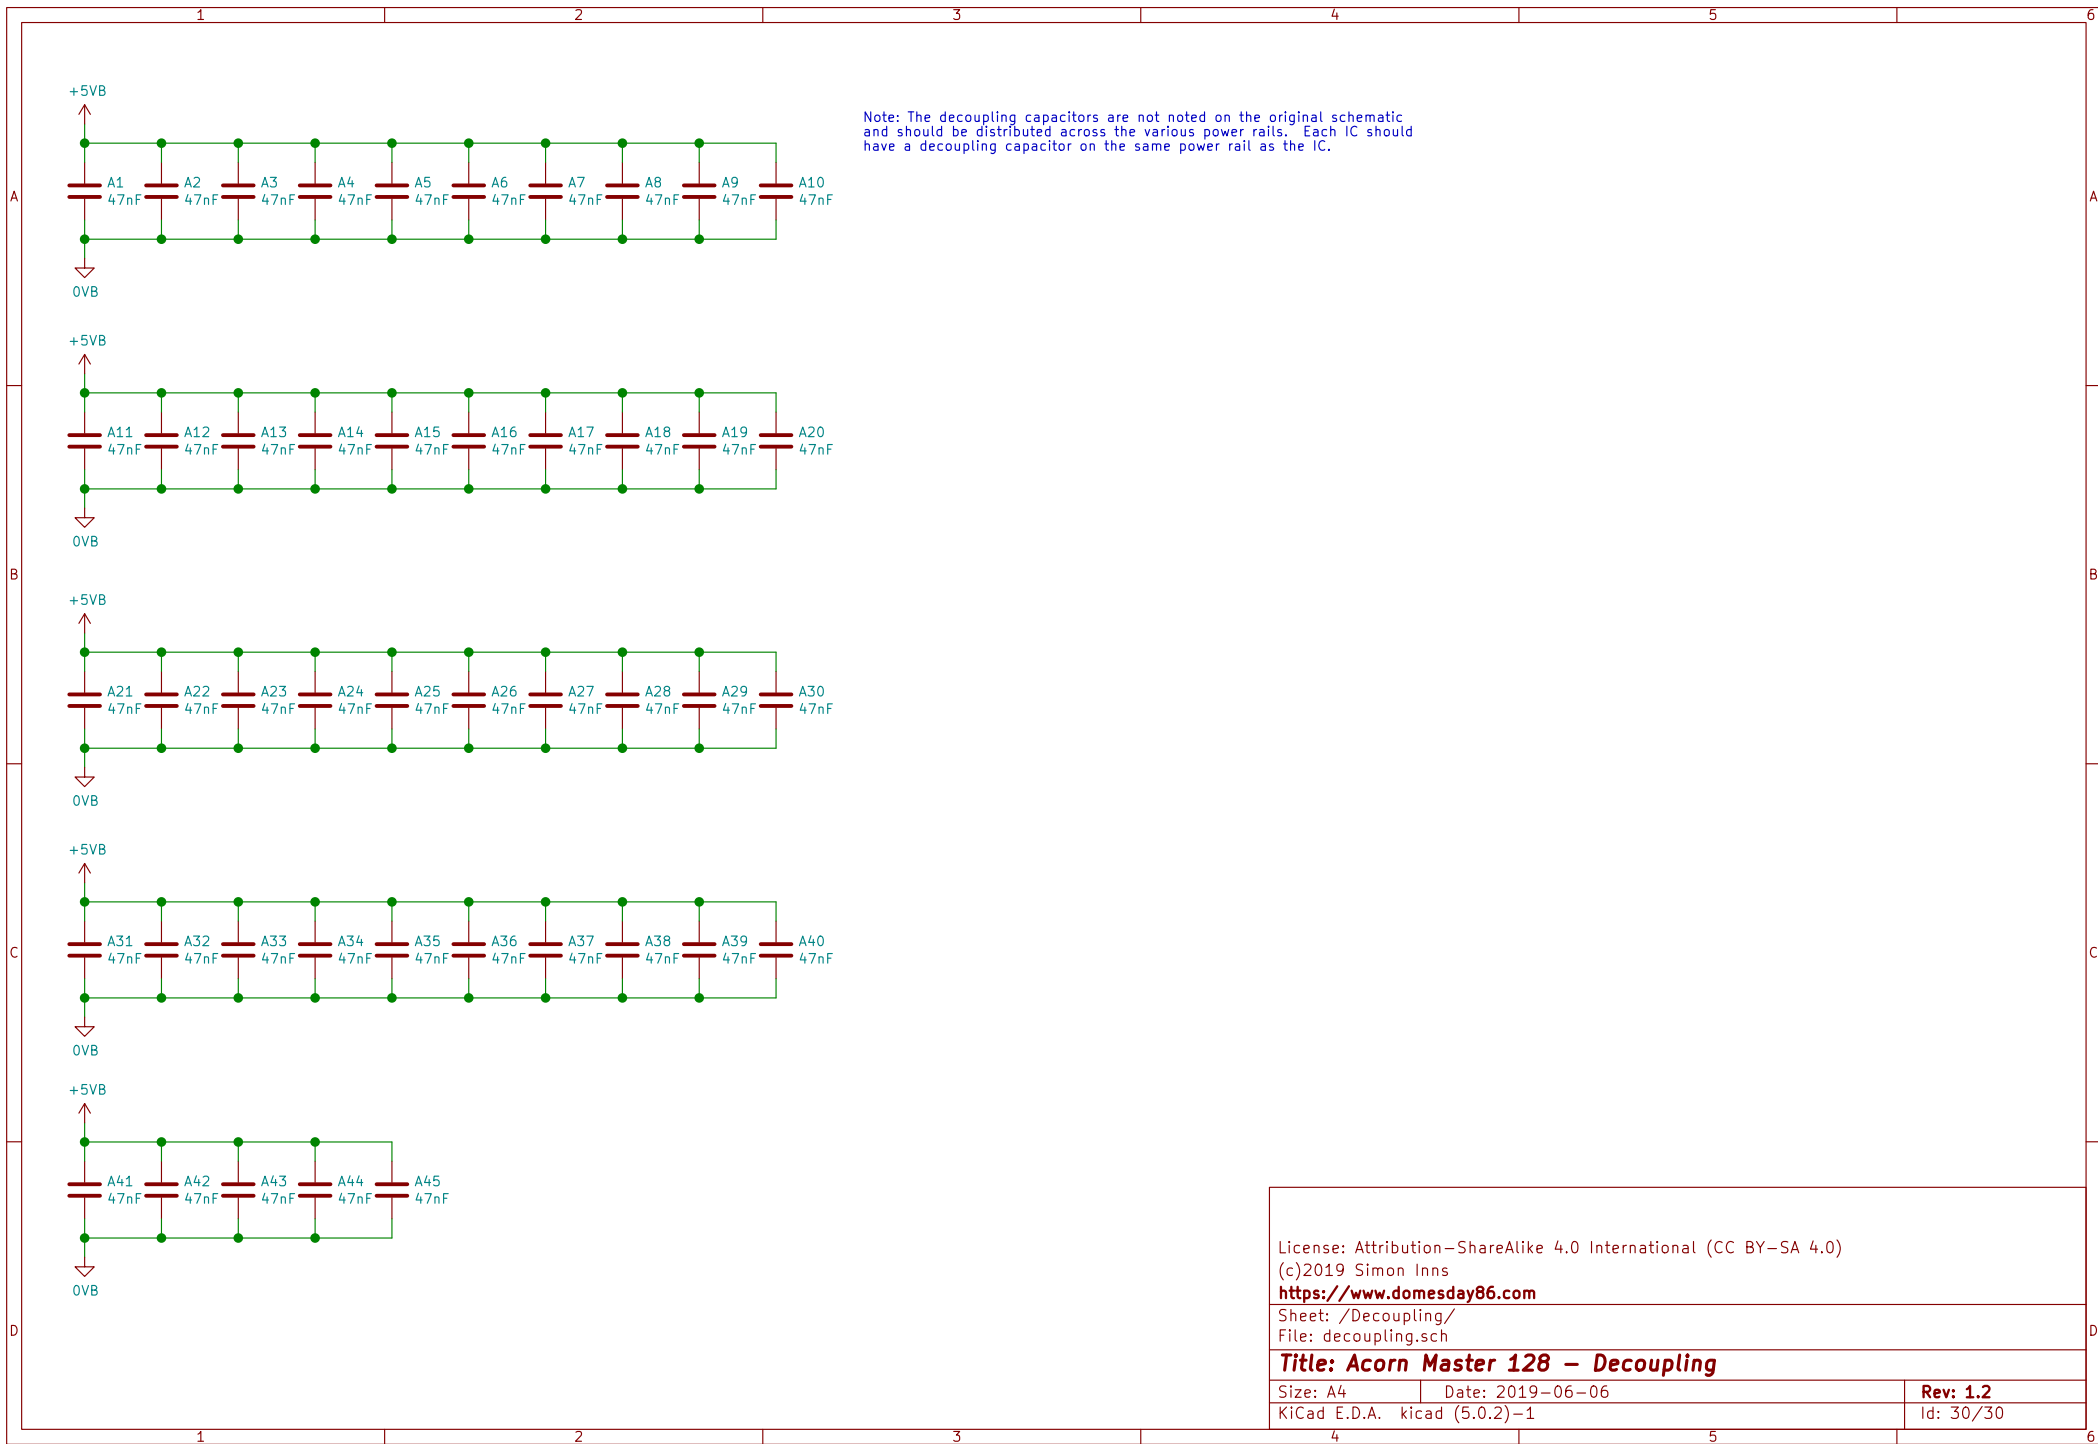 1 2 3 4 5 6
+5VB
Note: The decoupling capacitors are not noted on the original schematic
and should be distributed across the various power rails.  Each IC should
have a decoupling capacitor on the same power rail as the IC.
A1 A2 A3 A4 A5 A6 A7 A8 A9 A10
47nF 47nF 47nF 47nF 47nF 47nF 47nF 47nF 47nF 47nF
A A
0VB
+5VB
A11 A12 A13 A14 A15 A16 A17 A18 A19 A20
47nF 47nF 47nF 47nF 47nF 47nF 47nF 47nF 47nF 47nF
0VB
B B
+5VB
A21 A22 A23 A24 A25 A26 A27 A28 A29 A30
47nF 47nF 47nF 47nF 47nF 47nF 47nF 47nF 47nF 47nF
0VB
+5VB
A31 A32 A33 A34 A35 A36 A37 A38 A39 A40
47nF 47nF 47nF 47nF 47nF 47nF 47nF 47nF 47nF 47nF
C C
0VB
+5VB
A41 A42 A43 A44 A45
47nF 47nF 47nF 47nF 47nF
0VB
License: Attribution-ShareAlike 4.0 International (CC BY-SA 4.0)
(c)2019 Simon Inns
https://www.domesday86.com
Sheet: /Decoupling/
File: decoupling.sch
D D
Title: Acorn Master 128 - Decoupling
Size: A4 Date: 2019-06-06 Rev: 1.2
KiCad E.D.A.  kicad (5.0.2)-1 Id: 30/30
1 2 3 4 5 6